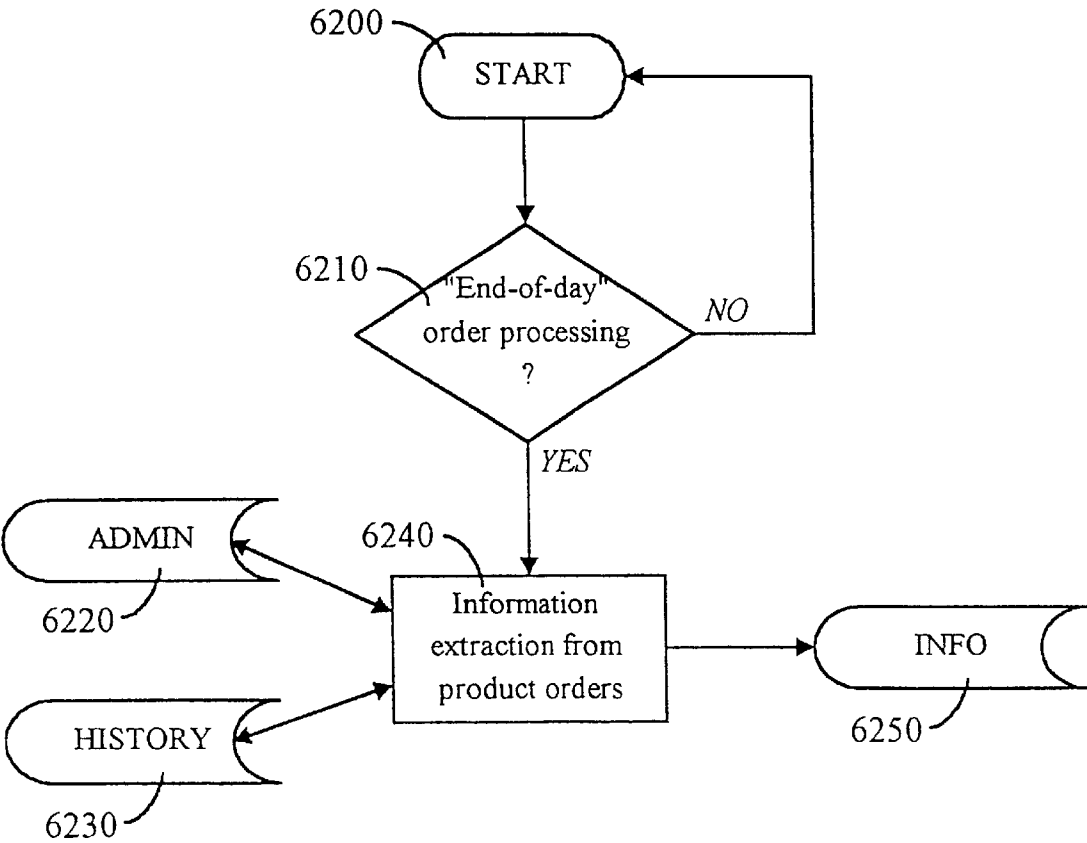 6200
START
6210
"End-of-day"
order processing
?
NO
YES
ADMIN
6220
6240
Information
extraction from
product orders
INFO
6250
HISTORY
6230